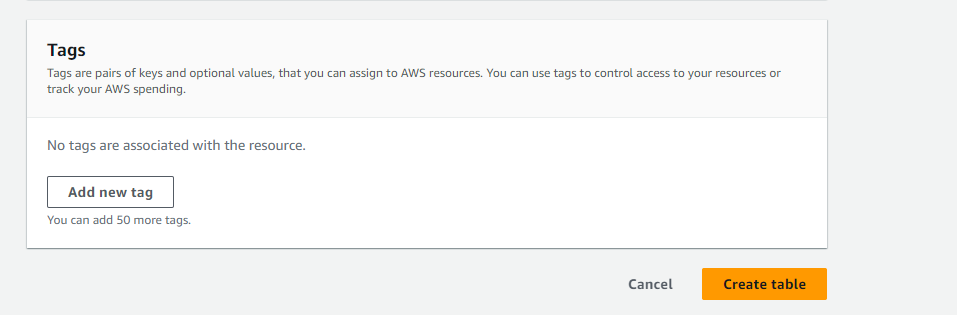 Tags
Tags are pairs of keys and optional values, that you can assign to AWS resources. You can use tags to control access to your resources or
track your AWS spending.
No tags are associated with the resource.
Add new tag
You can add 50 more tags.
Cancel
Create table